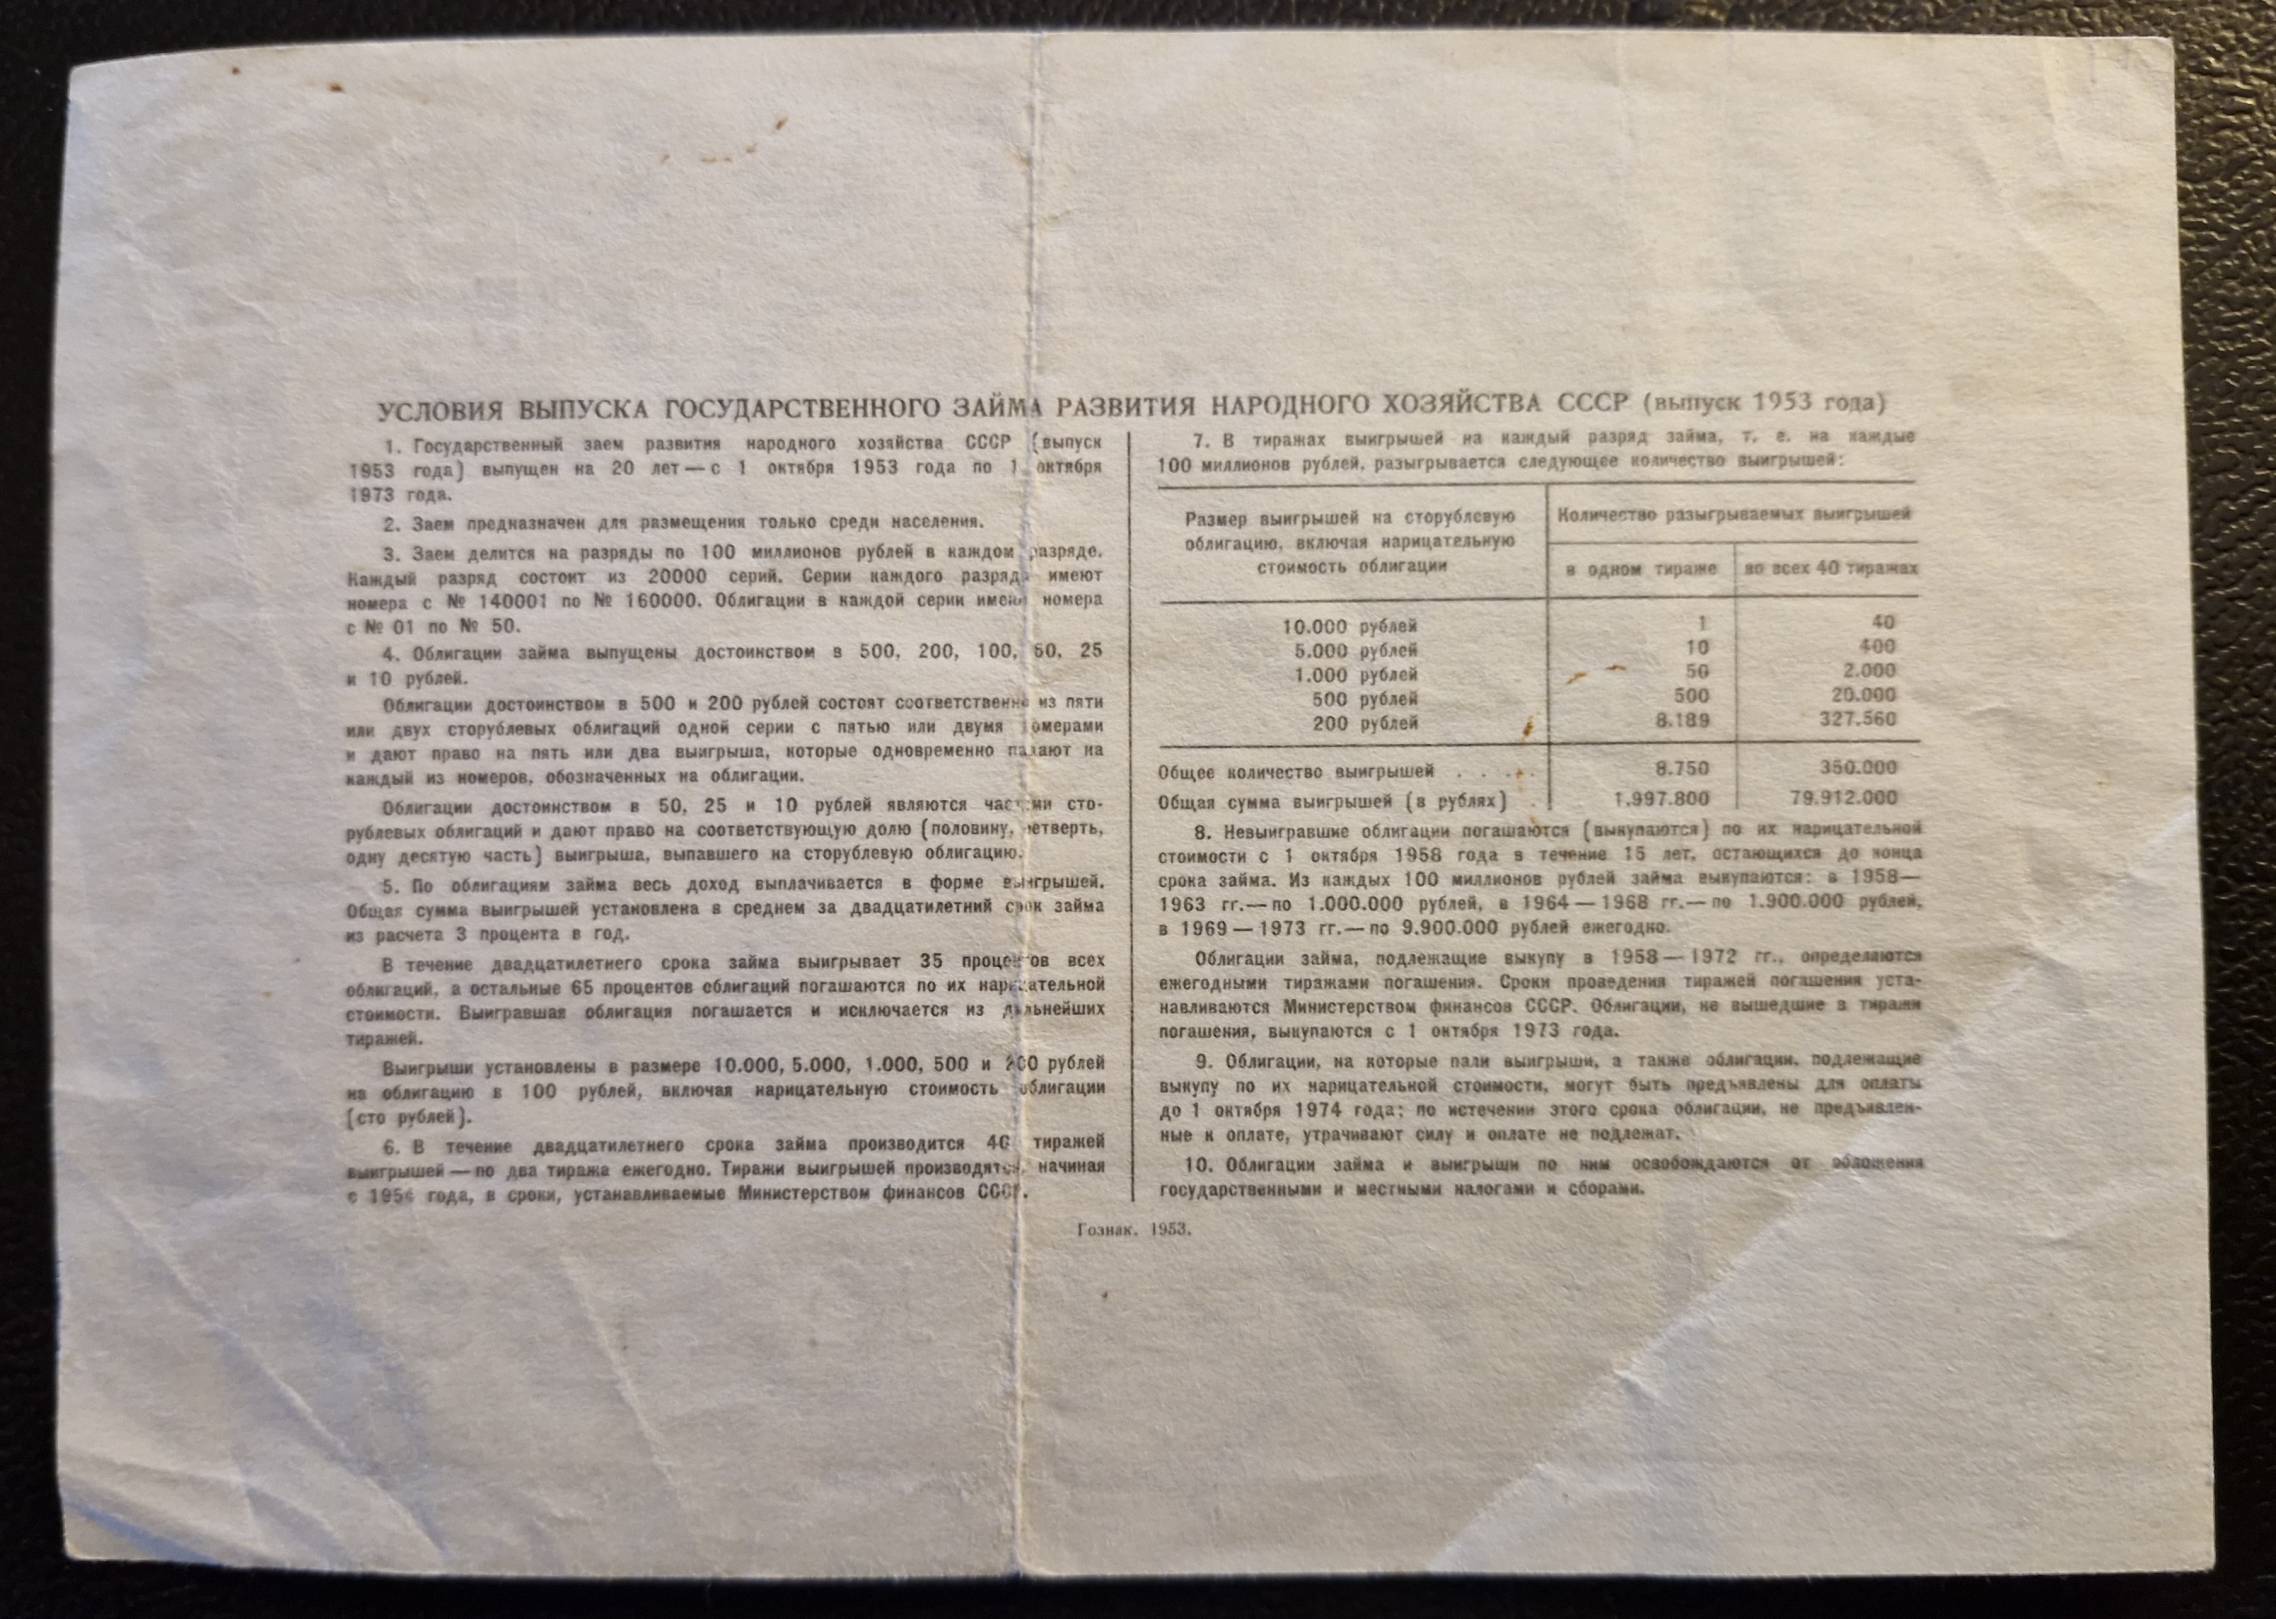 УСЛОВИЯ ВЫПУСКА ГОСУДАРСТВЕННОГО ЗАЙМА РАЗВИТИЯ НАРОДНОГО ХОЗЯЙСТВА СССР (выпуск 1953 года)
1. Государственный заем развития народного хозяйства СССР (выпуск
1953 года) выпущен на 20 лет — с 1 октября 1953 года по 1 октября
1973 года.
2. Заем предназначен для размещения только среди населения.
3. Заем делится на разряды по 100 миллионов рублей в каждом разряде.
Каждый разряд состоит из 20000 серий. Серии каждого разряда имеют
номера с № 140001 по № 160000. Облигации в каждой серии имеют номера
с № 01 по № 50.
4. Облигации займа выпущены достоинством в 500, 200, 100, 50, 25
и 10 рублей.
Облигации достоинством в 500 и 200 рублей состоят соответственно из пяти
или двух сторублевых облигаций одной серии с пятью или двумя номерами
и дают право на пять или два выигрыша, которые одновременно падают на
каждый из номеров, обозначенных на облигации.
Облигации достоинством в 50, 25 и 10 рублей являются частями сто-
рублевых облигаций и дают право на соответствующую долю (половину, четверть,
одну десятую часть) выигрыша, выпавшего на сторублевую облигацию.
5. По облигациям займа весь доход выплачивается в форме выигрышей.
Общая сумма выигрышей установлена в среднем за двадцатилетний срок займа
из расчета 3 процента в год.
В течение двадцатилетнего срока займа выигрывает 35 процентов всех
облигаций, а остальные 65 процентов облигаций погашаются по их нарицательной
стоимости. Выигравшая облигация погашается и исключается из дальнейших
тиражей.
Выигрыши установлены в размере 10.000, 5.000, 1.000, 500 и 200 рублей
на облигацию в 100 рублей, включая нарицательную стоимость облигации
(сто рублей).
6. В течение двадцатилетнего срока займа производится 40 тиражей
выигрышей — по два тиража ежегодно. Тиражи выигрышей производятся, начиная
с 1954 года, в сроки, устанавливаемые Министерством финансов СССР.
7. В тиражах выигрышей на каждый разряд займа, т. е. на каждые
100 миллионов рублей, разыгрывается следующее количество выигрышей:
Размер выигрышей на сторублевую
облигацию, включая нарицательную
стоимость облигации
Количество разыгрываемых выигрышей
в одном тираже во всех 40 тиражах
10.000 рублей 1 40
5.000 рублей 10 400
1.000 рублей 50 2.000
500 рублей 500 20.000
200 рублей 8.189 327.560
Общее количество выигрышей . . . . 8.750 350.000
Общая сумма выигрышей (в рублях) . 1.997.800 79.912.000
8. Невыигравшие облигации погашаются (выкупаются) по их нарицательной
стоимости с 1 октября 1958 года в течение 15 лет, остающихся до конца
срока займа. Из каждых 100 миллионов рублей займа выкупаются: в 1958—
1963 гг.— по 1.000.000 рублей, в 1964 — 1968 гг.— по 1.900.000 рублей,
в 1969 — 1973 гг.— по 9.900.000 рублей ежегодно.
Облигации займа, подлежащие выкупу в 1958 — 1972 гг., определяются
ежегодными тиражами погашения. Сроки проведения тиражей погашения уста-
навливаются Министерством финансов СССР. Облигации, не вышедшие в тиражи
погашения, выкупаются с 1 октября 1973 года.
9. Облигации, на которые пали выигрыши, а также облигации, подлежащие
выкупу по их нарицательной стоимости, могут быть предъявлены для оплаты
до 1 октября 1974 года; по истечении этого срока облигации, не предъявлен-
ные к оплате, утрачивают силу и оплате не подлежат.
10. Облигации займа и выигрыши по ним освобождаются от обложения
государственными и местными налогами и сборами.
Гознак. 1953.